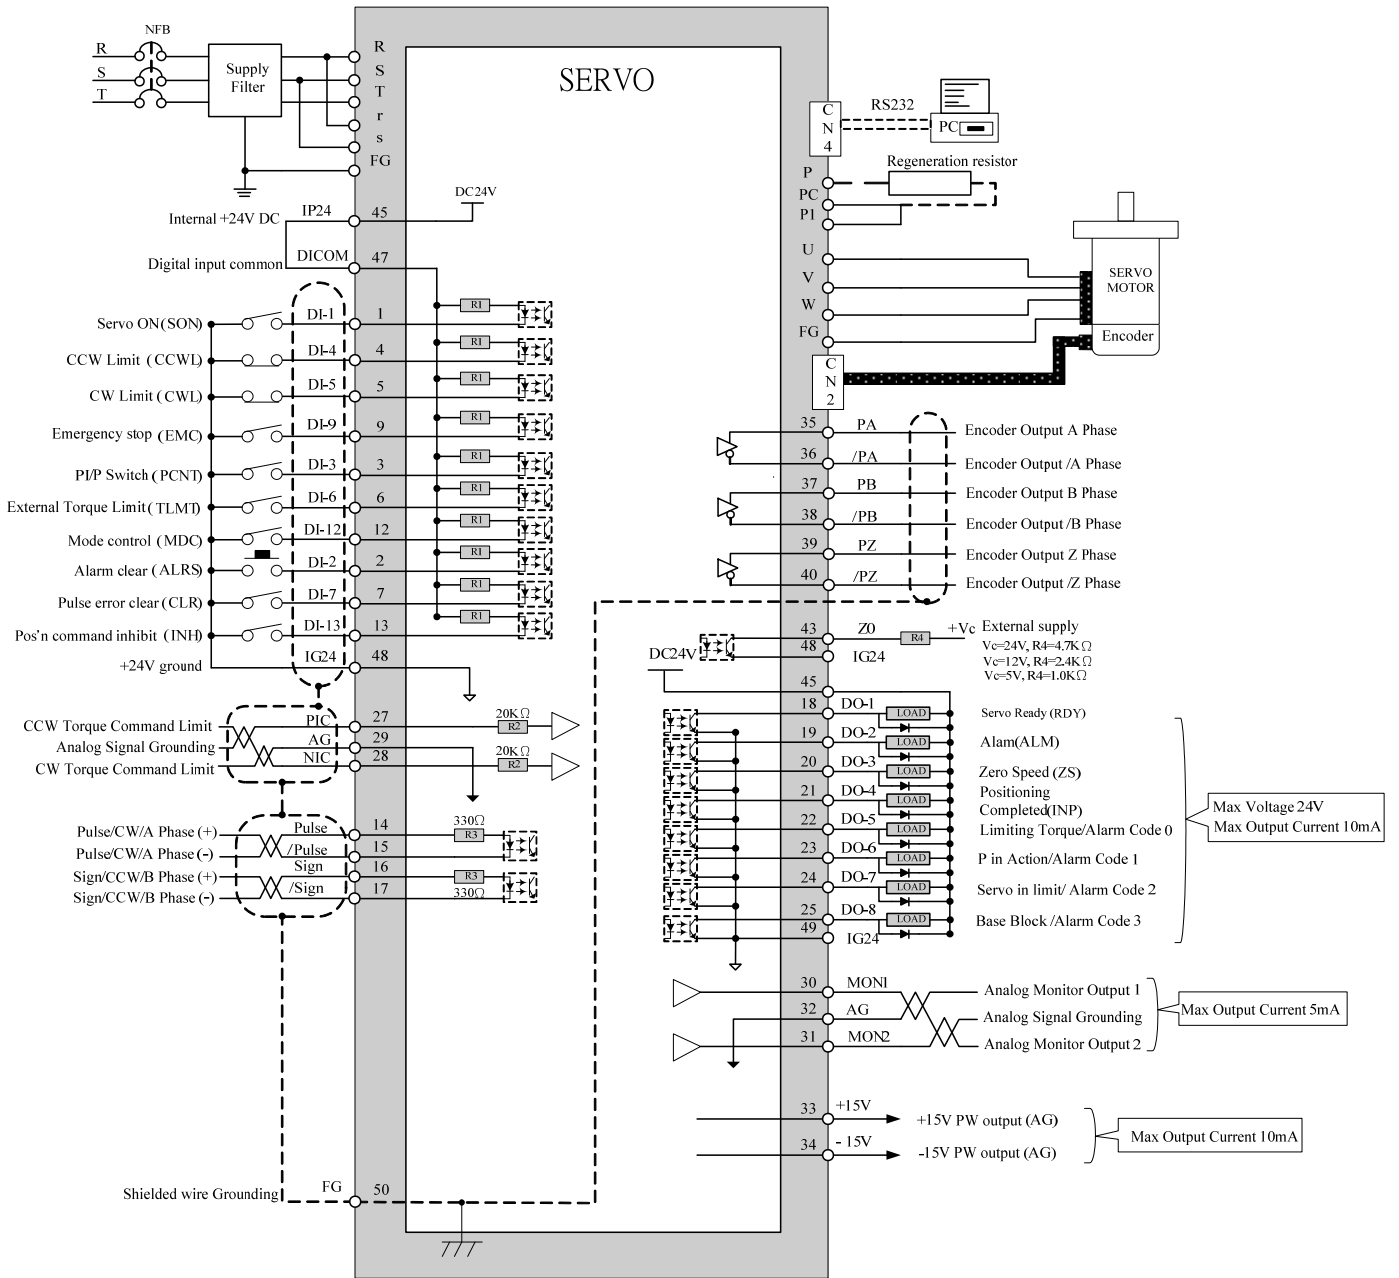 NFB
R
S
T
Supply
Filter
R
S
T
r
s
FG
SERVO
C
N
4
RS232
PC
Regeneration resistor
P
PC
P1
U
V
W
FG
SERVO
MOTOR
Encoder
C
N
2
Internal +24V DC IP24 45 DC24V
Digital input common DICOM 47
Servo ON(SON) DI-1 1 R1
CCW Limit (CCWL) DI-4 4 R1
CW Limit (CWL) DI-5 5 R1
Emergency stop (EMC) DI-9 9 R1
PI/P Switch (PCNT) DI-3 3 R1
External Torque Limit(TLMT) DI-6 6 R1
Mode control (MDC) DI-12 12 R1
Alarm clear (ALRS) DI-2 2 R1
Pulse error clear (CLR) DI-7 7 R1
Pos'n command inhibit (INH) DI-13 13 R1
+24V ground IG24 48
CCW Torque Command Limit PIC 27 20KΩ R2
Analog Signal Grounding AG 29
CW Torque Command Limit NIC 28 20KΩ R2
Pulse/CW/A Phase (+) Pulse 14 330Ω R3
Pulse/CW/A Phase (-) /Pulse 15
Sign/CCW/B Phase (+) Sign 16 R3
Sign/CCW/B Phase (-) /Sign 17 330Ω
Shielded wire Grounding FG 50
35 PA Encoder Output A Phase
36 /PA Encoder Output /A Phase
37 PB Encoder Output B Phase
38 /PB Encoder Output /B Phase
39 PZ Encoder Output Z Phase
40 /PZ Encoder Output /Z Phase
43 Z0 R4 +Vc External supply
48 IG24
Vc=24V, R4=4.7KΩ
Vc=12V, R4=2.4KΩ
Vc=5V, R4=1.0KΩ
DC24V
45
18 DO-1 LOAD Servo Ready (RDY)
19 DO-2 LOAD Alam(ALM)
20 DO-3 LOAD Zero Speed (ZS)
21 DO-4 LOAD Positioning
Completed(INP)
22 DO-5 LOAD Limiting Torque/Alarm Code 0
23 DO-6 LOAD P in Action/Alarm Code 1
24 DO-7 LOAD Servo in limit/ Alarm Code 2
25 DO-8 LOAD Base Block /Alarm Code 3
49 IG24
Max Voltage 24V
Max Output Current 10mA
30 MON1 Analog Monitor Output 1
32 AG Analog Signal Grounding
31 MON2 Analog Monitor Output 2
Max Output Current 5mA
33 +15V +15V PW output (AG)
34 - 15V -15V PW output (AG)
Max Output Current 10mA